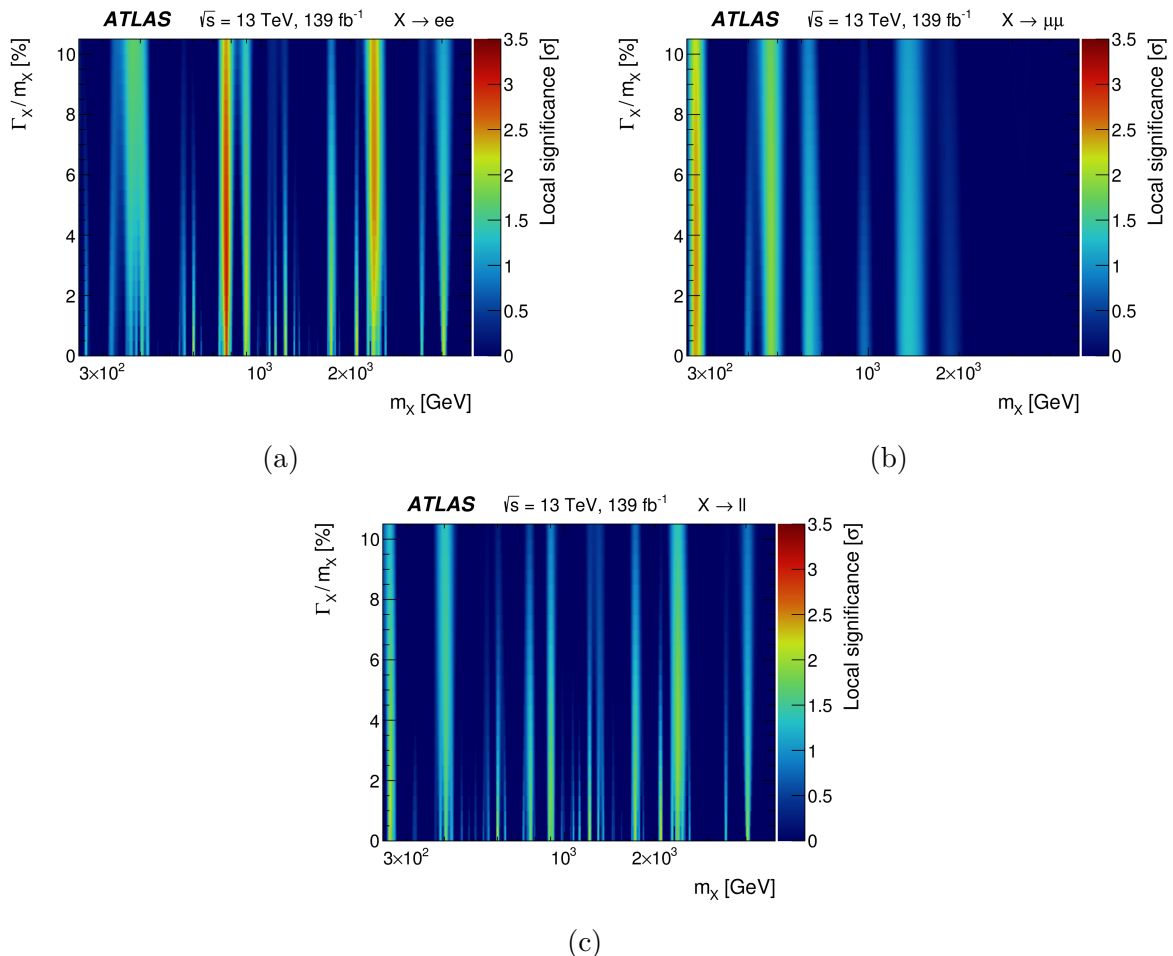 ATLAS √s = 13 TeV, 139 fb⁻¹ X → ee
Γ_X / m_X [%]
10
8
6
4
2
0
3×10² 10³ 2×10³
m_X [GeV]
3.5
3
2.5
2
1.5
1
0.5
0
Local significance [σ]
(a)
ATLAS √s = 13 TeV, 139 fb⁻¹ X → μμ
Γ_X / m_X [%]
10
8
6
4
2
0
3×10² 10³ 2×10³
m_X [GeV]
3.5
3
2.5
2
1.5
1
0.5
0
Local significance [σ]
(b)
ATLAS √s = 13 TeV, 139 fb⁻¹ X → ll
Γ_X / m_X [%]
10
8
6
4
2
0
3×10² 10³ 2×10³
m_X [GeV]
3.5
3
2.5
2
1.5
1
0.5
0
Local significance [σ]
(c)